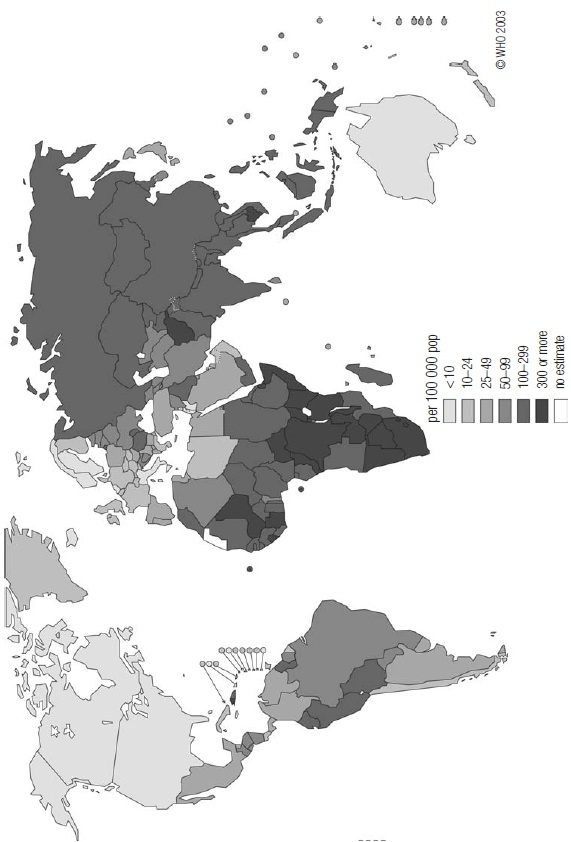 © WHO 2003
per 100 000 pop
<10
10–24
25–49
50–99
100–299
300 or more
no estimate